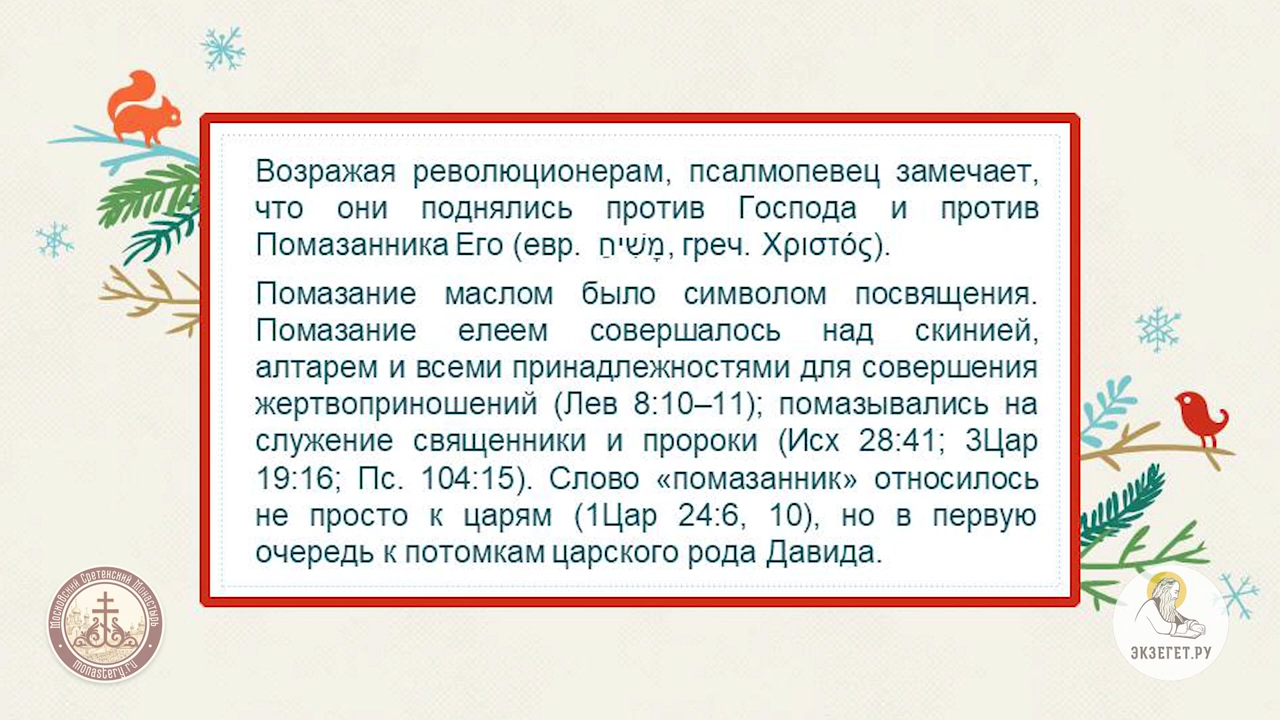 Возражая революционерам, псалмопевец замечает,
что они поднялись против Господа и против
Помазанника Его (евр. מָשִׁיחַ, греч. Χριστός).
Помазание маслом было символом посвящения.
Помазание елеем совершалось над скинией,
алтарем и всеми принадлежностями для совершения
жертвоприношений (Лев 8:10–11); помазывались на
служение священники и пророки (Исх 28:41; 3Цар
19:16; Пс. 104:15). Слово «помазанник» относилось
не просто к царям (1Цар 24:6, 10), но в первую
очередь к потомкам царского рода Давида.
Московский Сретенский Монастырь
monastery.ru
ЭКЗЕГЕТ.РУ